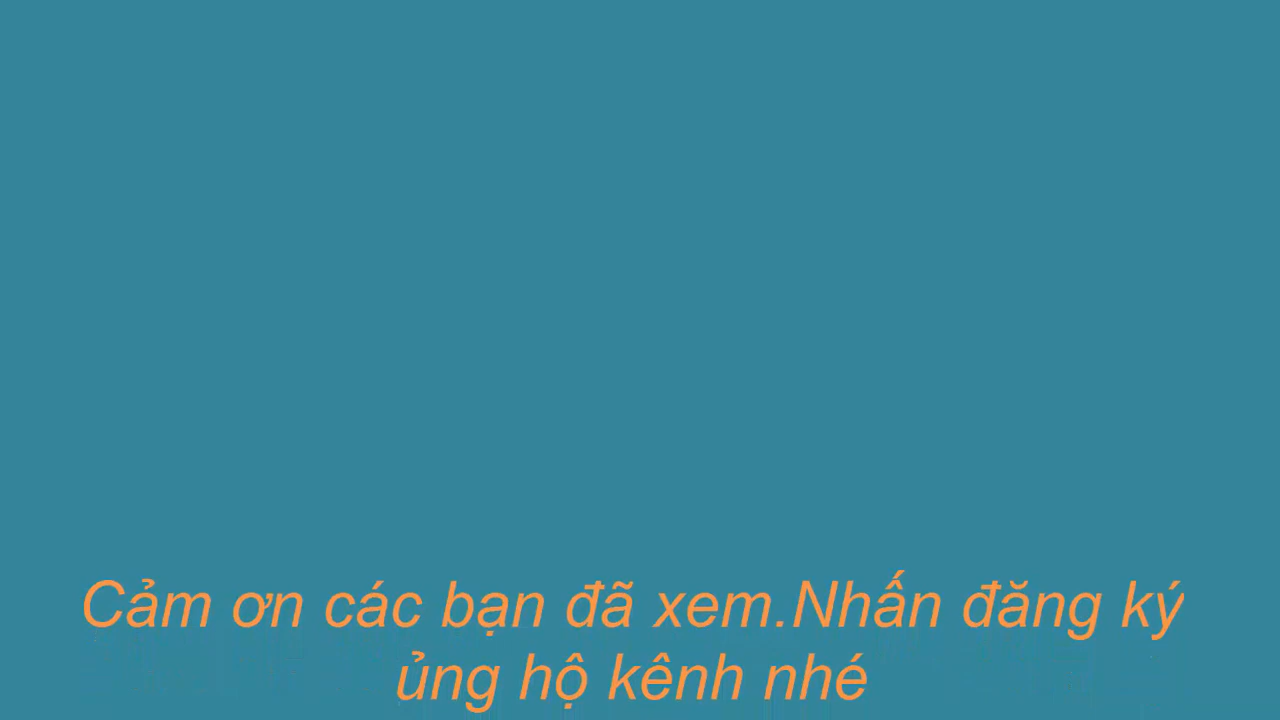 Cảm ơn các bạn đã xem.Nhấn đăng ký
ủng hộ kênh nhé